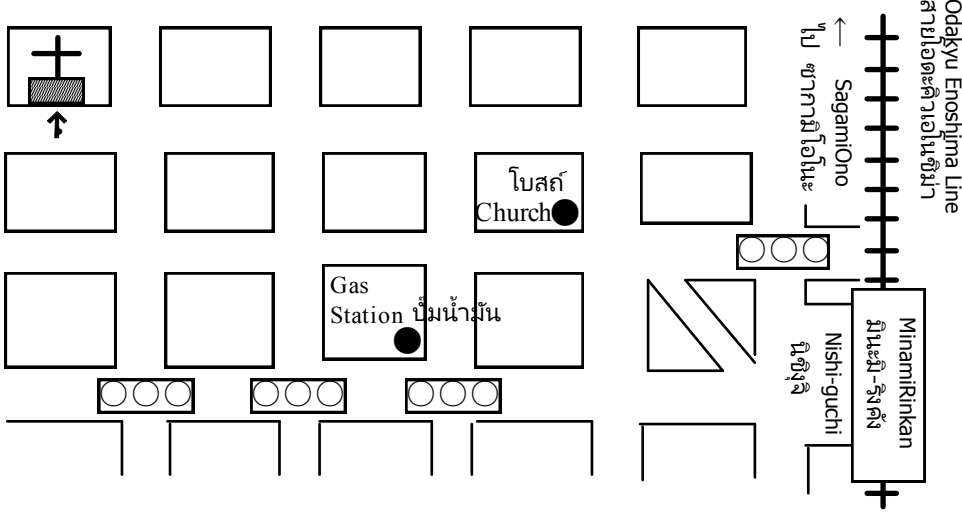 Odakyu Enoshima Line
สายโอดะคิวเอโนชิม่า
← SagamiOno
ไป ซากามิโอโนะ
โบสถ์
Church
Gas
Station ปั๊มน้ำมัน
MinamiRinkan
มินะมิ-ริงคัง
Nishi-guchi
นิชิงุจิ